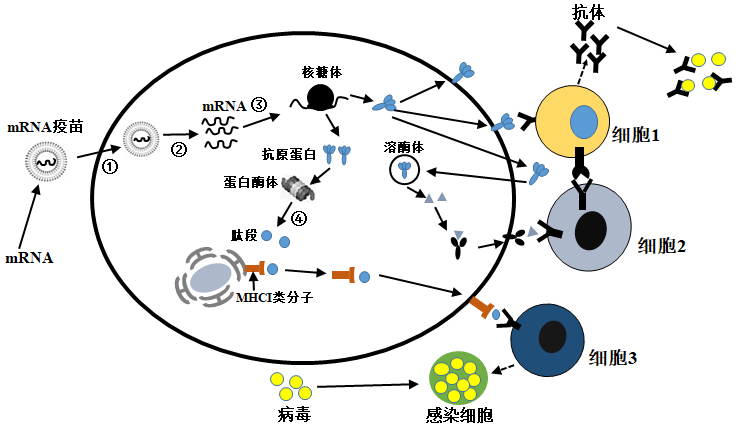 抗体
核糖体
mRNA ③
mRNA疫苗
①
②
细胞1
抗原蛋白
溶酶体
蛋白酶体
④
肽段
细胞2
mRNA
MHCI类分子
细胞3
病毒
感染细胞